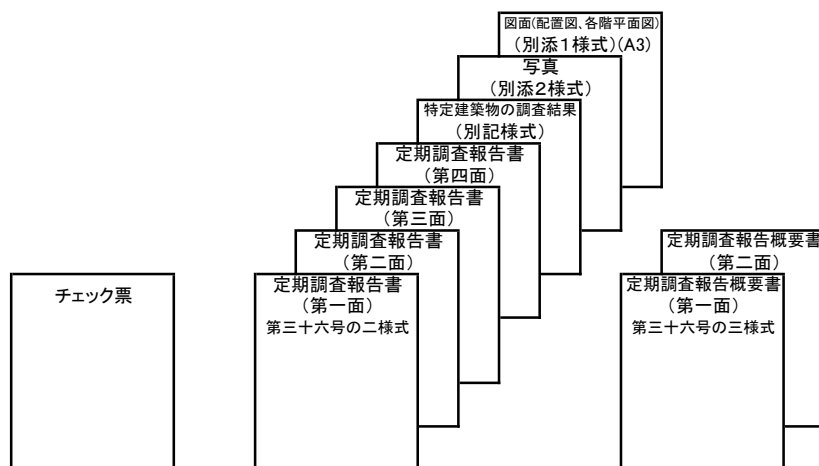 図面(配置図、各階平面図)
(別添1様式)(A3)
写真
(別添2様式)
特定建築物の調査結果
(別記様式)
定期調査報告書
(第四面)
定期調査報告書
(第三面)
定期調査報告書
(第二面)
定期調査報告書
(第一面)
第三十六号の二様式
チェック票
定期調査報告概要書
(第二面)
定期調査報告概要書
(第一面)
第三十六号の三様式